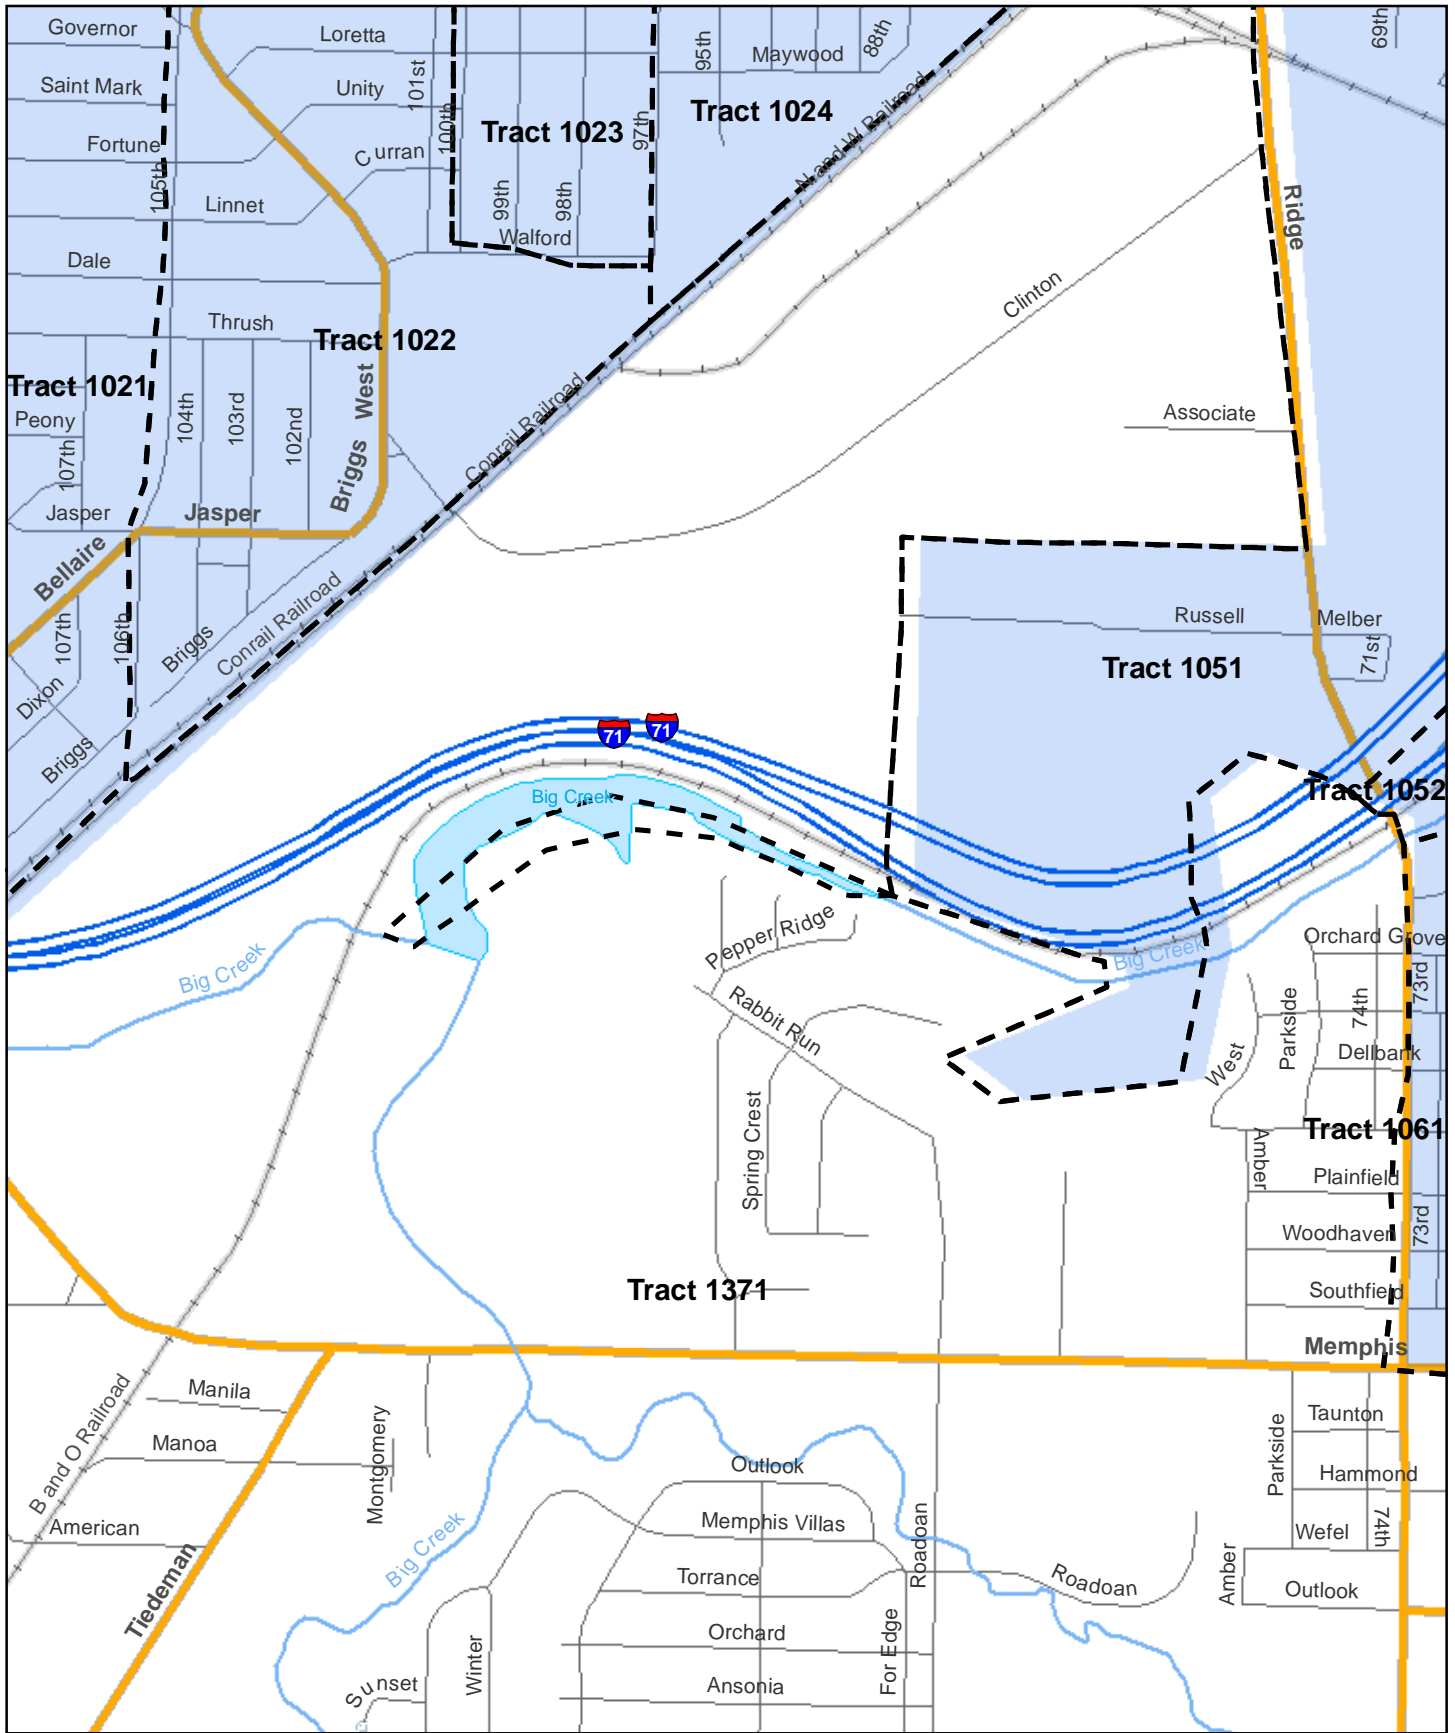 Governor
Loretta
95th
Maywood
88th
69th
Saint Mark
Unity
101st
100th
Tract 1023
97th
Tract 1024
N and W Railroad
Fortune
Curran
105th
Linnet
99th
98th
Walford
Ridge
Dale
Clinton
Thrush
Tract 1022
Tract 1021
West
Peony
104th
103rd
102nd
Conrail Railroad
Associate
107th
Briggs
Jasper
Jasper
Bellaire
Conrail Railroad
107th
106th
Briggs
Russell
Melber
71st
Tract 1051
Dixon
Briggs
71
71
Big Creek
Tract 1052
Pepper Ridge
Big Creek
Big Creek
Orchard Grove
73rd
Rabbit Run
Parkside
74th
West
Dellbank
Spring Crest
Amber
Tract 1061
Plainfield
Woodhaven
73rd
Tract 1371
Southfield
Memphis
B and O Railroad
Manila
Manoa
Montgomery
Taunton
Parkside
Outlook
Hammond
American
Big Creek
Memphis Villas
Roadoan
Wefel
74th
Tiedeman
Torrance
Roadoan
Amber
Outlook
Orchard
For Edge
Winter
Sunset
Ansonia